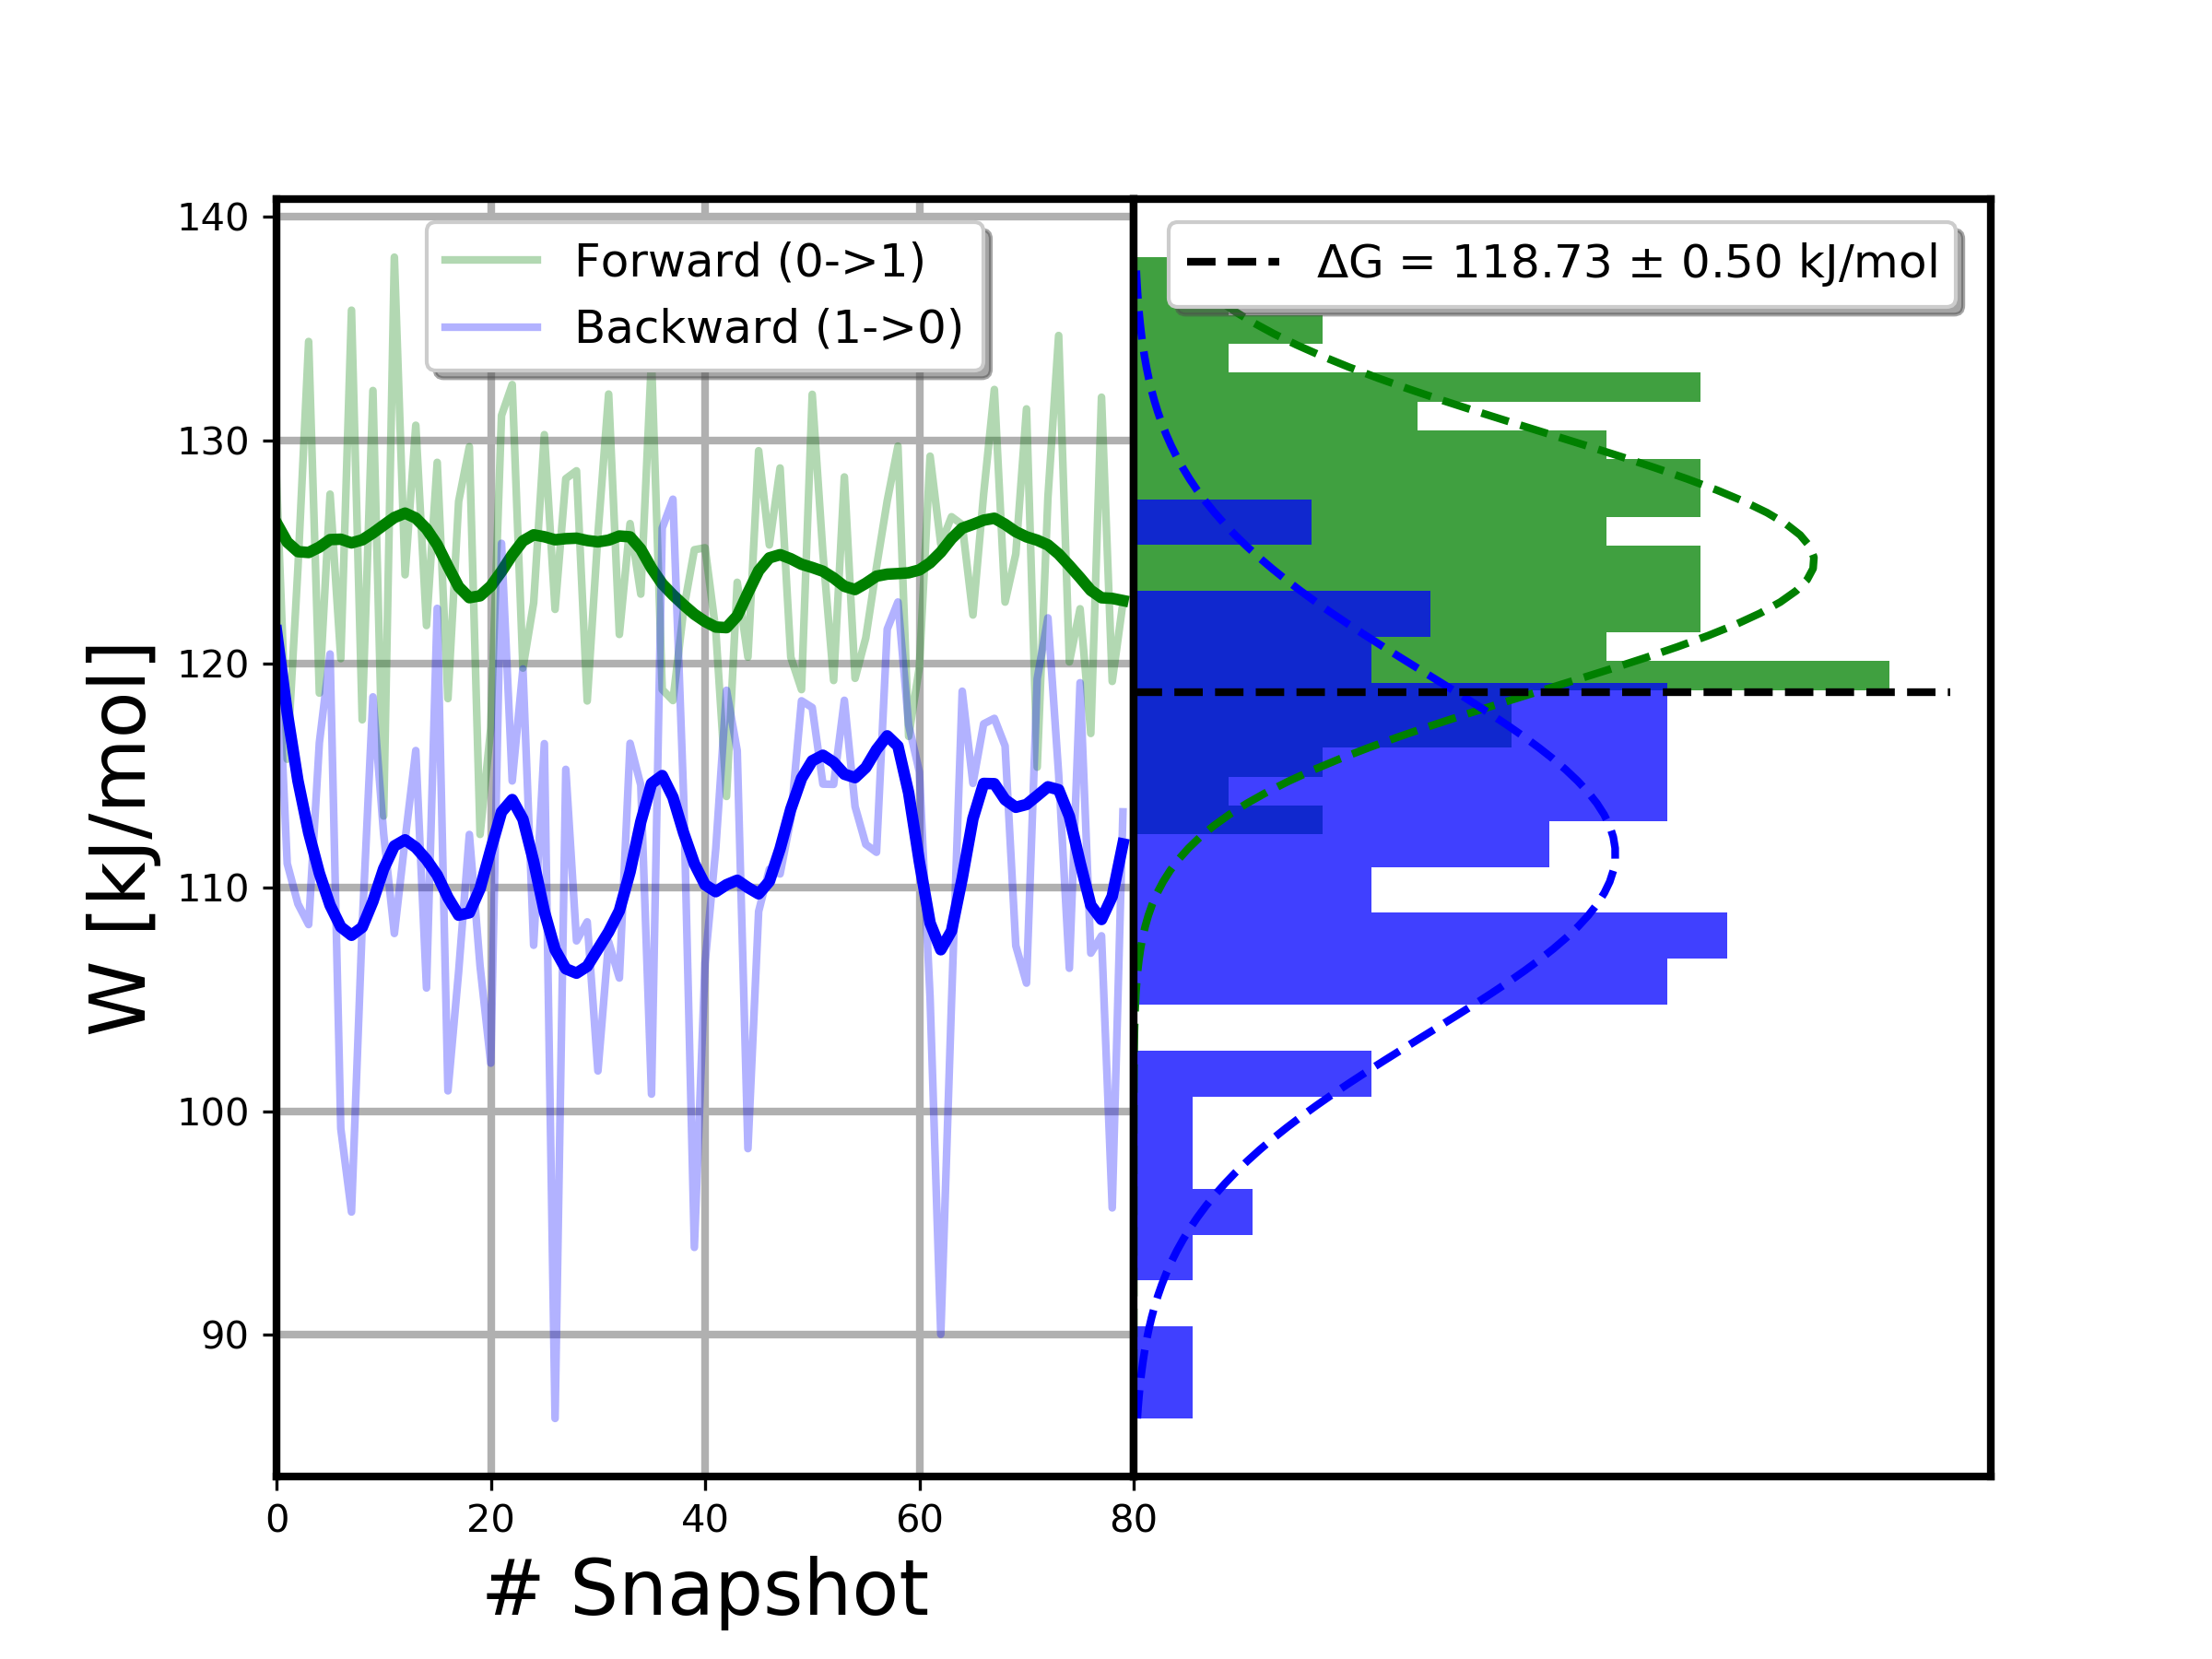 140
130
120
110
100
90
W [kJ/mol]
Forward (0->1)
Backward (1->0)
ΔG = 118.73 ± 0.50 kJ/mol
0 20 40 60 80
# Snapshot